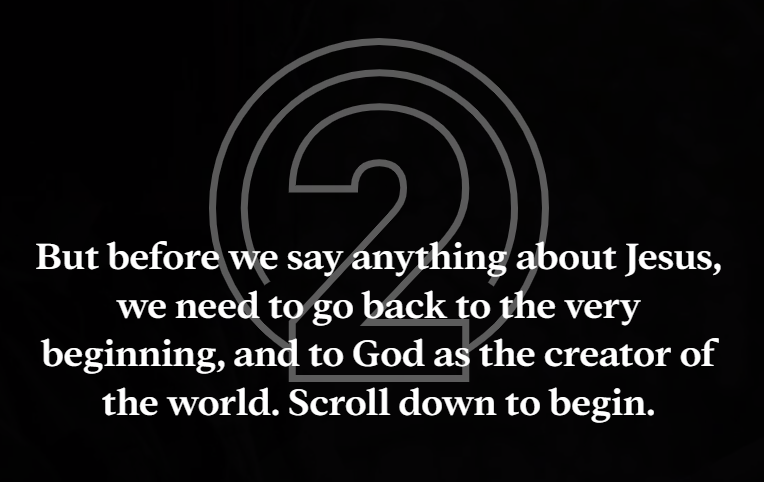 2
But before we say anything about Jesus,
we need to go back to the very
beginning, and to God as the creator of
the world. Scroll down to begin.